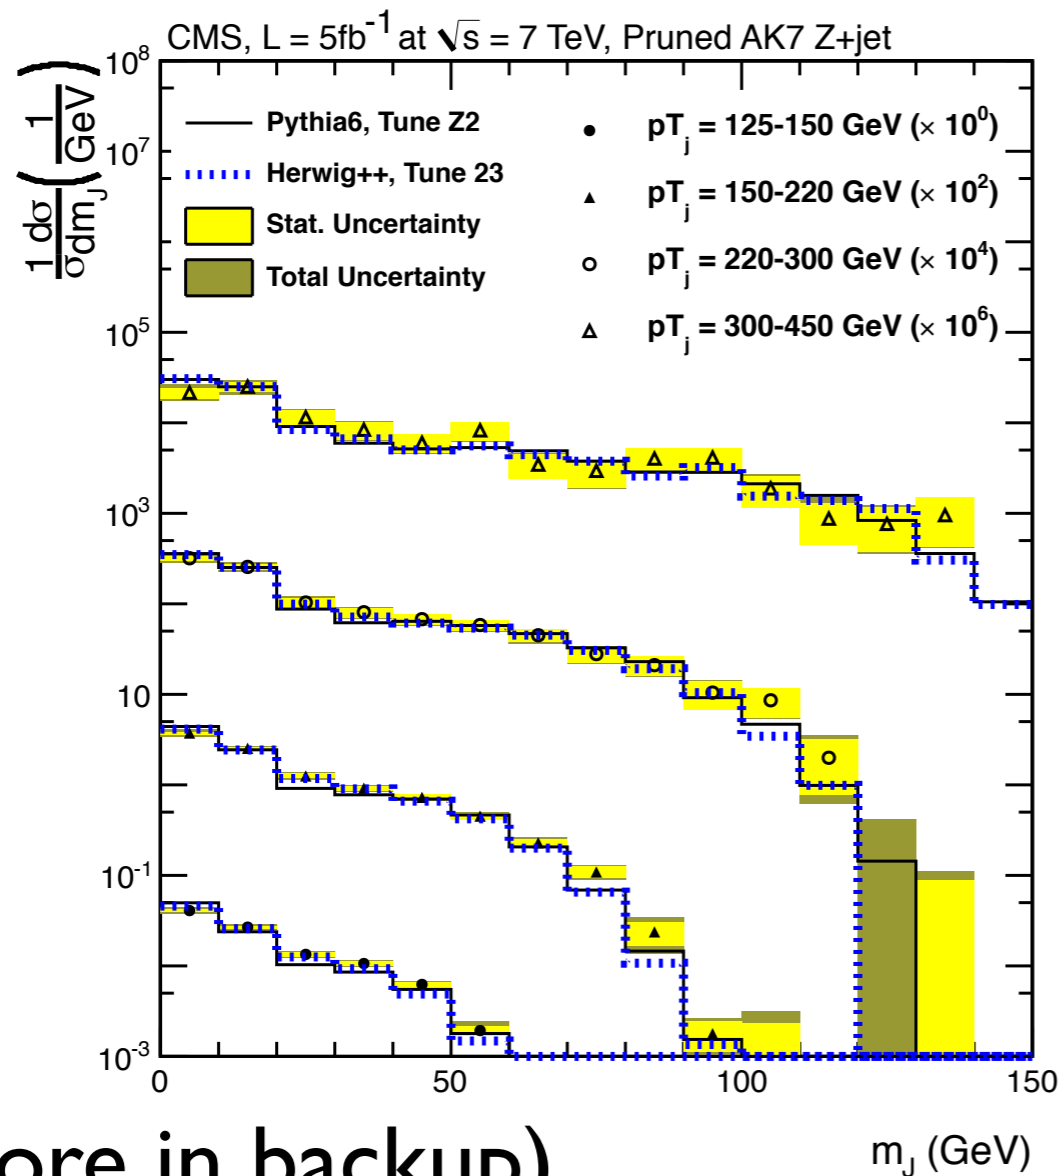 CMS, L = 5fb⁻¹ at √s = 7 TeV, Pruned AK7 Z+jet
1/σ dσ/dm_J (1/GeV)
Pythia6, Tune Z2
Herwig++, Tune 23
Stat. Uncertainty
Total Uncertainty
pT_j = 125-150 GeV (× 10⁰)
pT_j = 150-220 GeV (× 10²)
pT_j = 220-300 GeV (× 10⁴)
pT_j = 300-450 GeV (× 10⁶)
10⁸
10⁷
10⁵
10³
10
10⁻¹
10⁻³
0 50 100 150
m_J (GeV)
ore in backup)